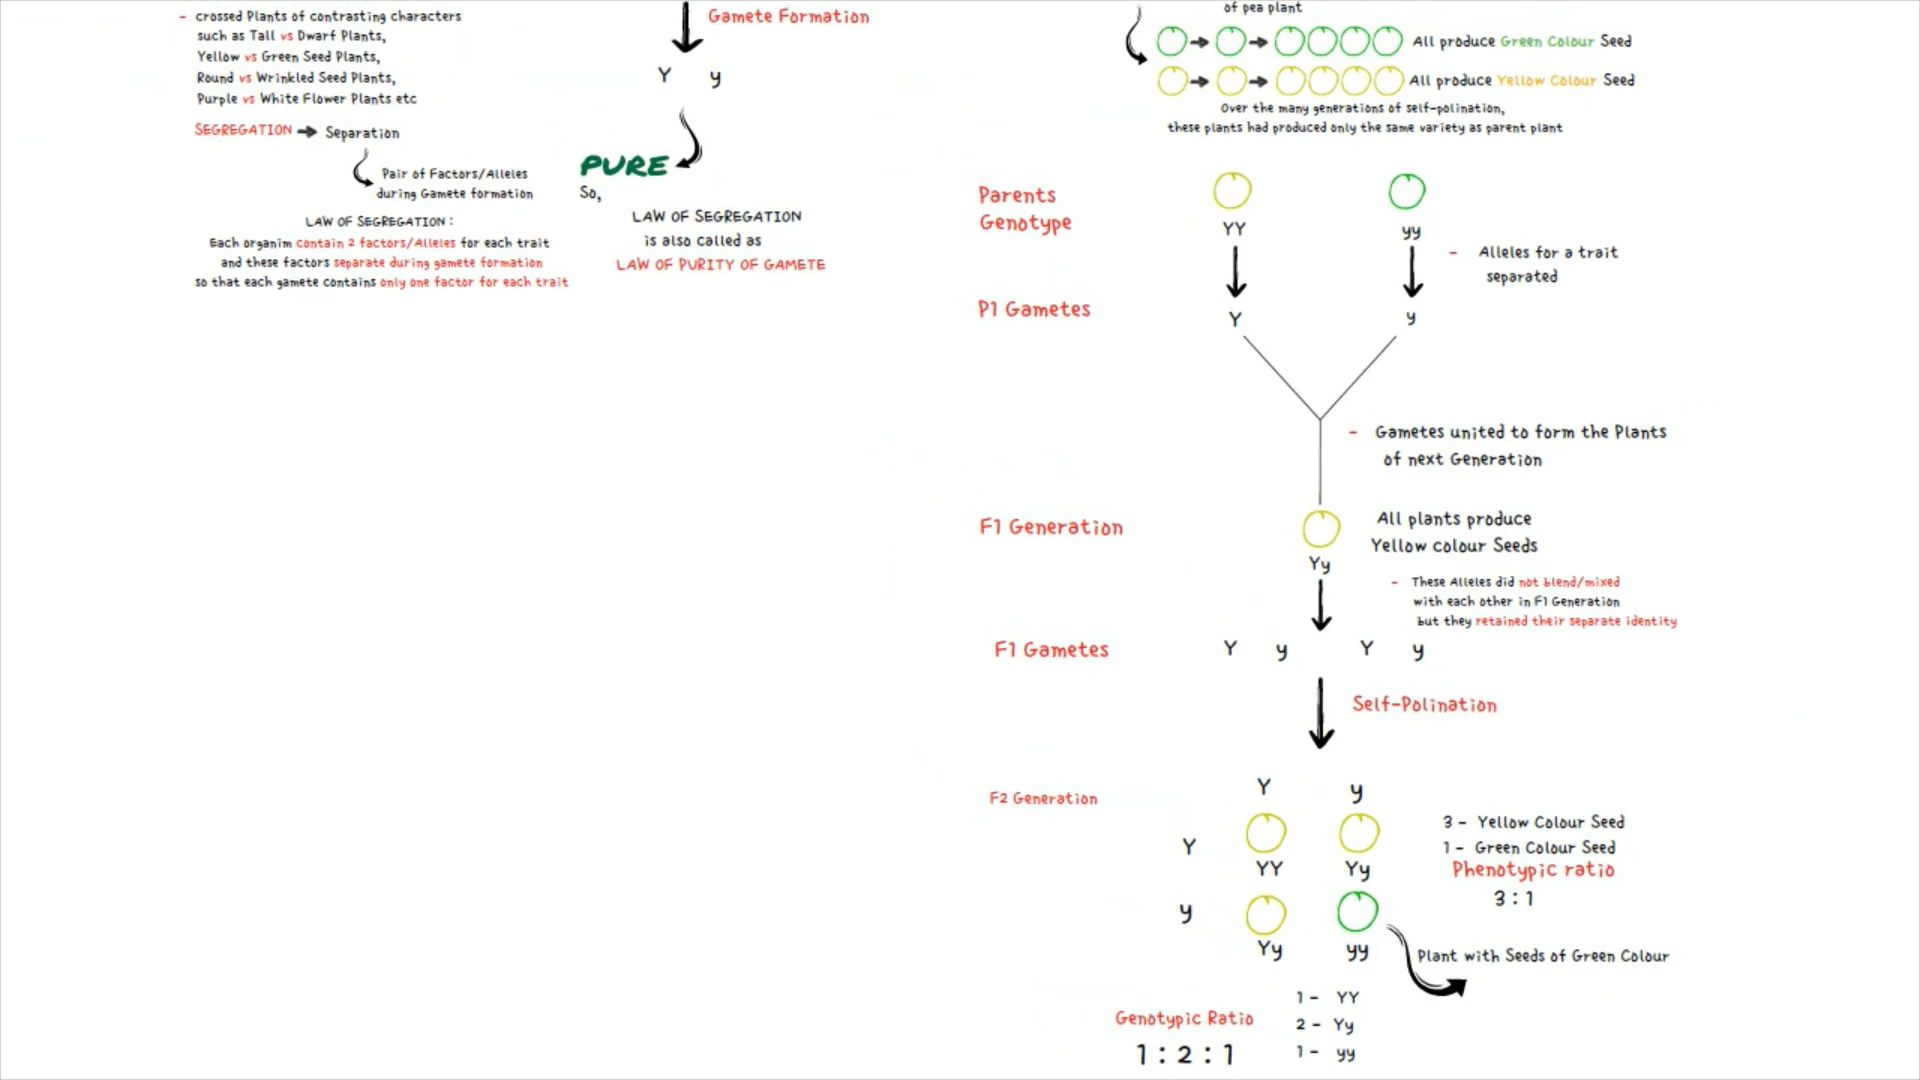 - crossed Plants of contrasting characters
such as Tall vs Dwarf Plants,
Yellow vs Green Seed Plants,
Round vs Wrinkled Seed Plants,
Purple vs White Flower Plants etc
SEGREGATION Separation
Pair of Factors/Alleles
during Gamete formation
LAW OF SEGREGATION :
Each organim contain 2 factors/Alleles for each trait
and these factors separate during gamete formation
so that each gamete contains only one factor for each trait
Gamete Formation
Y y
PURE
So,
LAW OF SEGREGATION
is also called as
LAW OF PURITY OF GAMETE
of pea plant
All produce Green Colour Seed
All produce Yellow Colour Seed
Over the many generations of self-polination,
these plants had produced only the same variety as parent plant
Parents
Genotype
YY yy
- Alleles for a trait
separated
P1 Gametes
Y y
- Gametes united to form the Plants
of next Generation
F1 Generation
All plants produce
Yellow colour Seeds
Yy
- These Alleles did not blend/mixed
with each other in F1 Generation
but they retained their separate identity
F1 Gametes Y y Y y
Self-Polination
F2 Generation
Y y
Y
YY Yy
y
Yy yy
3 - Yellow Colour Seed
1 - Green Colour Seed
Phenotypic ratio
3 : 1
Plant with Seeds of Green Colour
Genotypic Ratio
1 : 2 : 1
1 - YY
2 - Yy
1 - yy